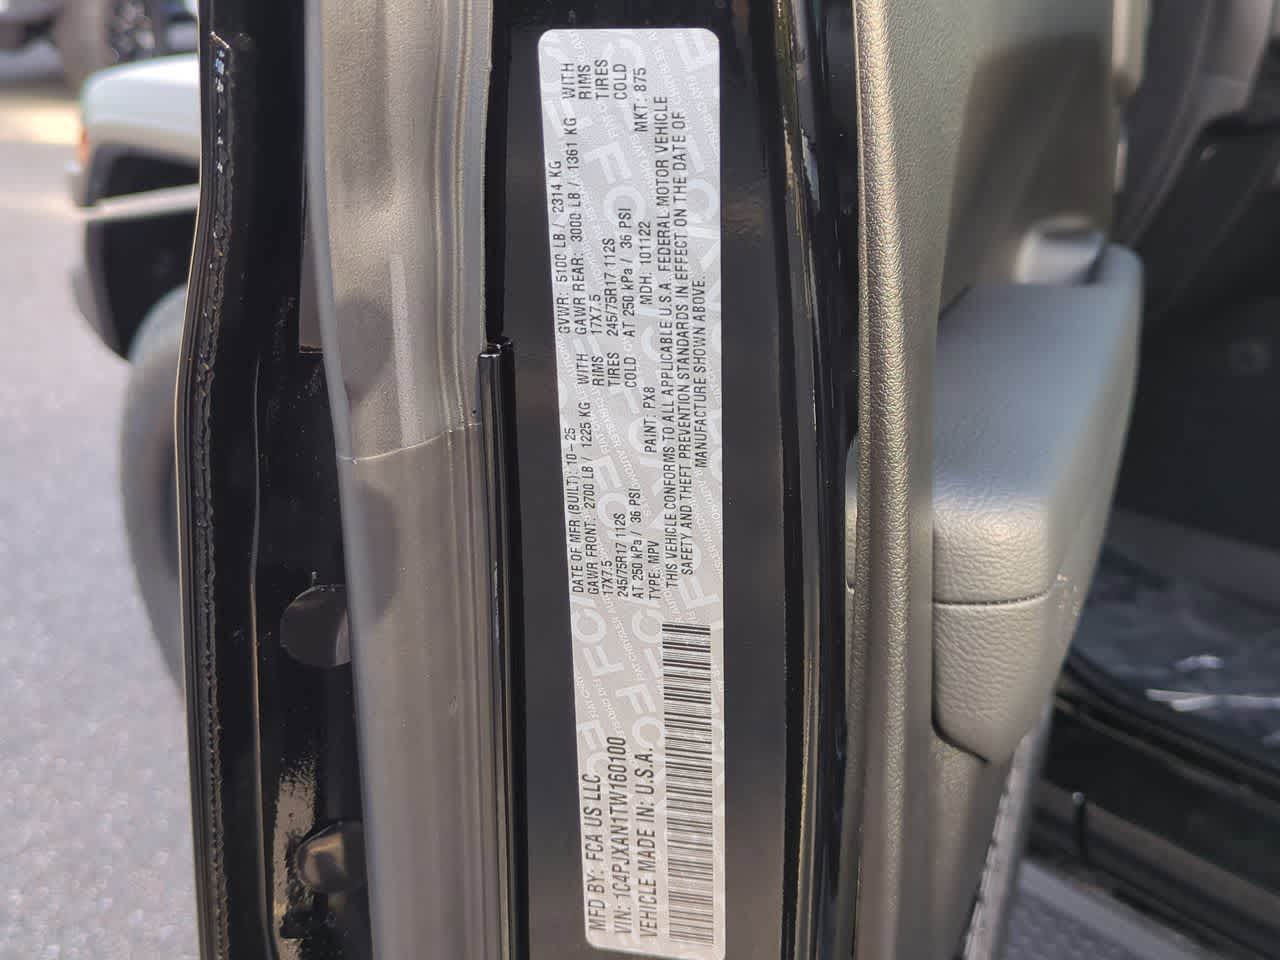 MFD BY: FCA US LLC
VIN: 1C4PJXAN1TW160100
VEHICLE MADE IN: U.S.A.
DATE OF MFR (BUILT): 10-25 GVWR: 5100 LB / 2314 KG
GAWR FRONT: 2700 LB / 1225 KG WITH GAWR REAR: 3000 LB / 1361 KG WITH
17X7.5 RIMS 17X7.5 RIMS
245/75R17 112S TIRES 245/75R17 112S TIRES
AT 250 kPa / 36 PSI COLD AT 250 kPa / 36 PSI COLD
TYPE: MPV PAINT: PX8 MDH: 101122 MKT: 875
THIS VEHICLE CONFORMS TO ALL APPLICABLE U.S.A. FEDERAL MOTOR VEHICLE
SAFETY AND THEFT PREVENTION STANDARDS IN EFFECT ON THE DATE OF
MANUFACTURE SHOWN ABOVE.